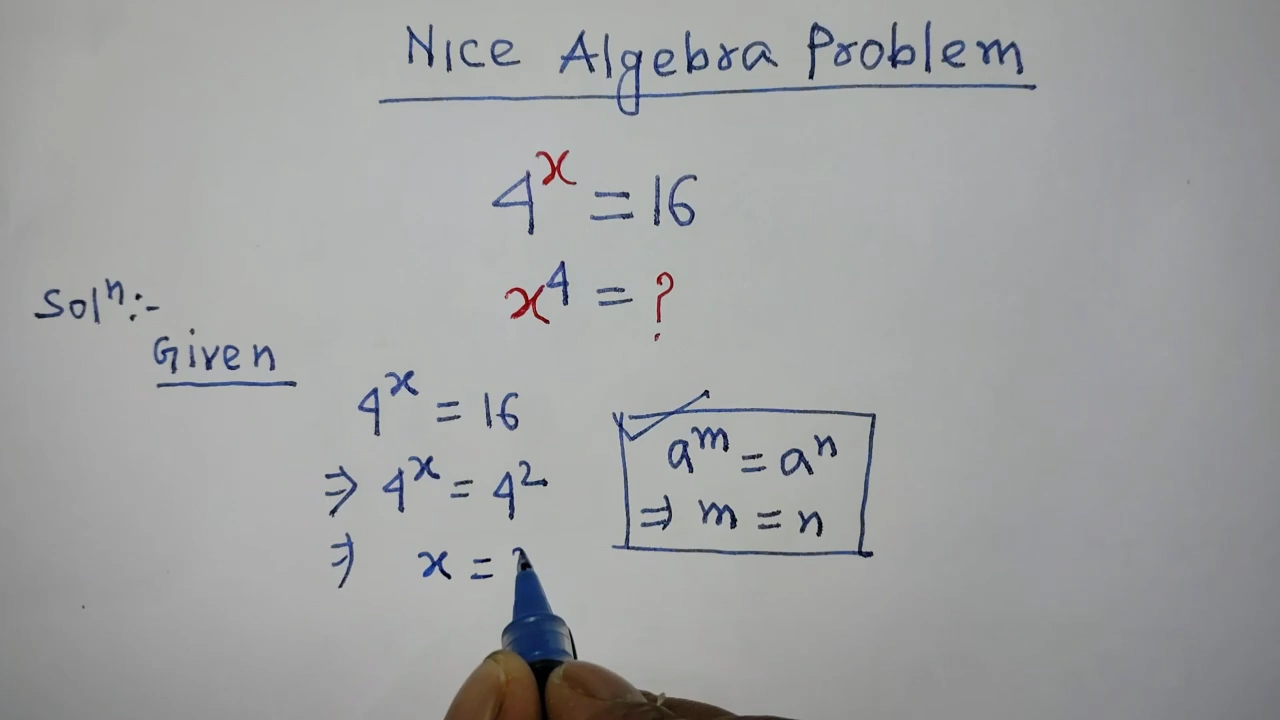 Nice Algebra Problem
4^x = 16
x^4 = ?
Sol^n:-
Given
4^x = 16
⇒ 4^x = 4^2
⇒ x =
a^m = a^n
⇒ m = n